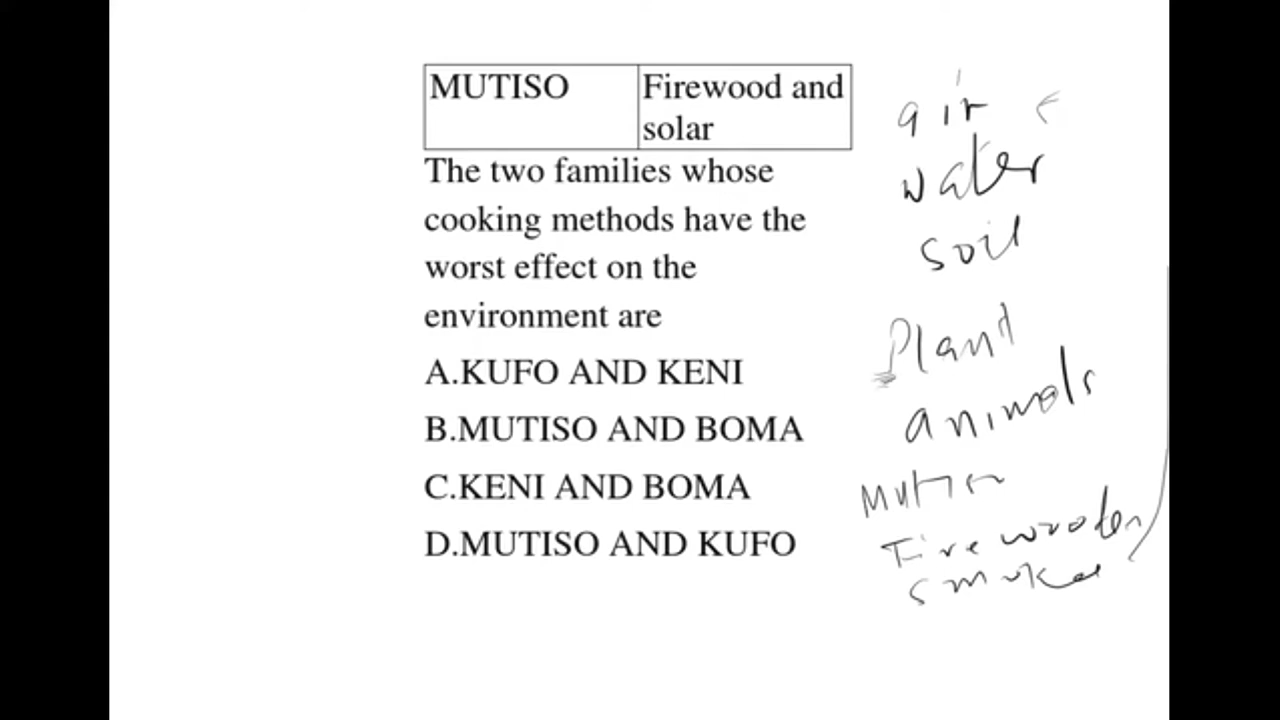 MUTISO Firewood and
solar
The two families whose
cooking methods have the
worst effect on the
environment are
A.KUFO AND KENI
B.MUTISO AND BOMA
C.KENI AND BOMA
D.MUTISO AND KUFO
air
water
soil
Plant
animals
smoke